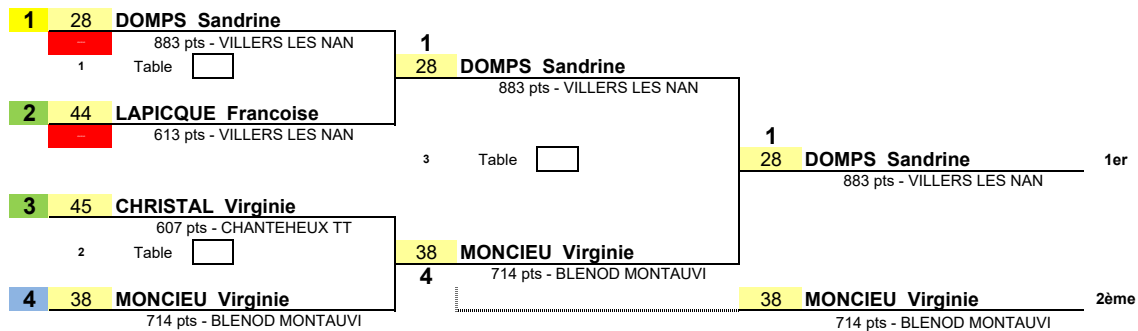 1 28 DOMPS Sandrine
– 883 pts - VILLERS LES NAN 1
1 Table 28 DOMPS Sandrine
883 pts - VILLERS LES NAN
2 44 LAPICQUE Francoise
– 613 pts - VILLERS LES NAN 1
3 Table 28 DOMPS Sandrine 1er
883 pts - VILLERS LES NAN
3 45 CHRISTAL Virginie
607 pts - CHANTEHEUX TT
2 Table 38 MONCIEU Virginie
4 714 pts - BLENOD MONTAUVI
4 38 MONCIEU Virginie 38 MONCIEU Virginie 2ème
714 pts - BLENOD MONTAUVI 714 pts - BLENOD MONTAUVI